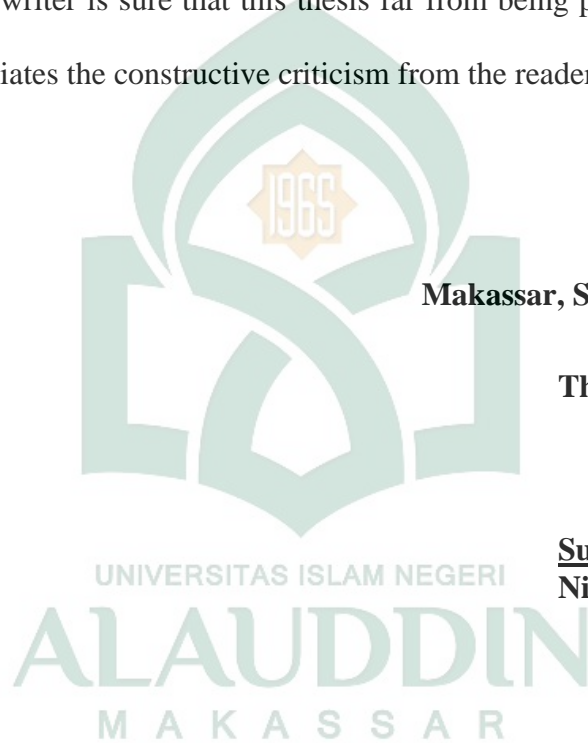 writer is sure that this thesis far from being p
iates the constructive criticism from the reader
1965
Makassar, S
Th
Su
Ni
UNIVERSITAS ISLAM NEGERI
ALAUDDIN
MAKASSAR